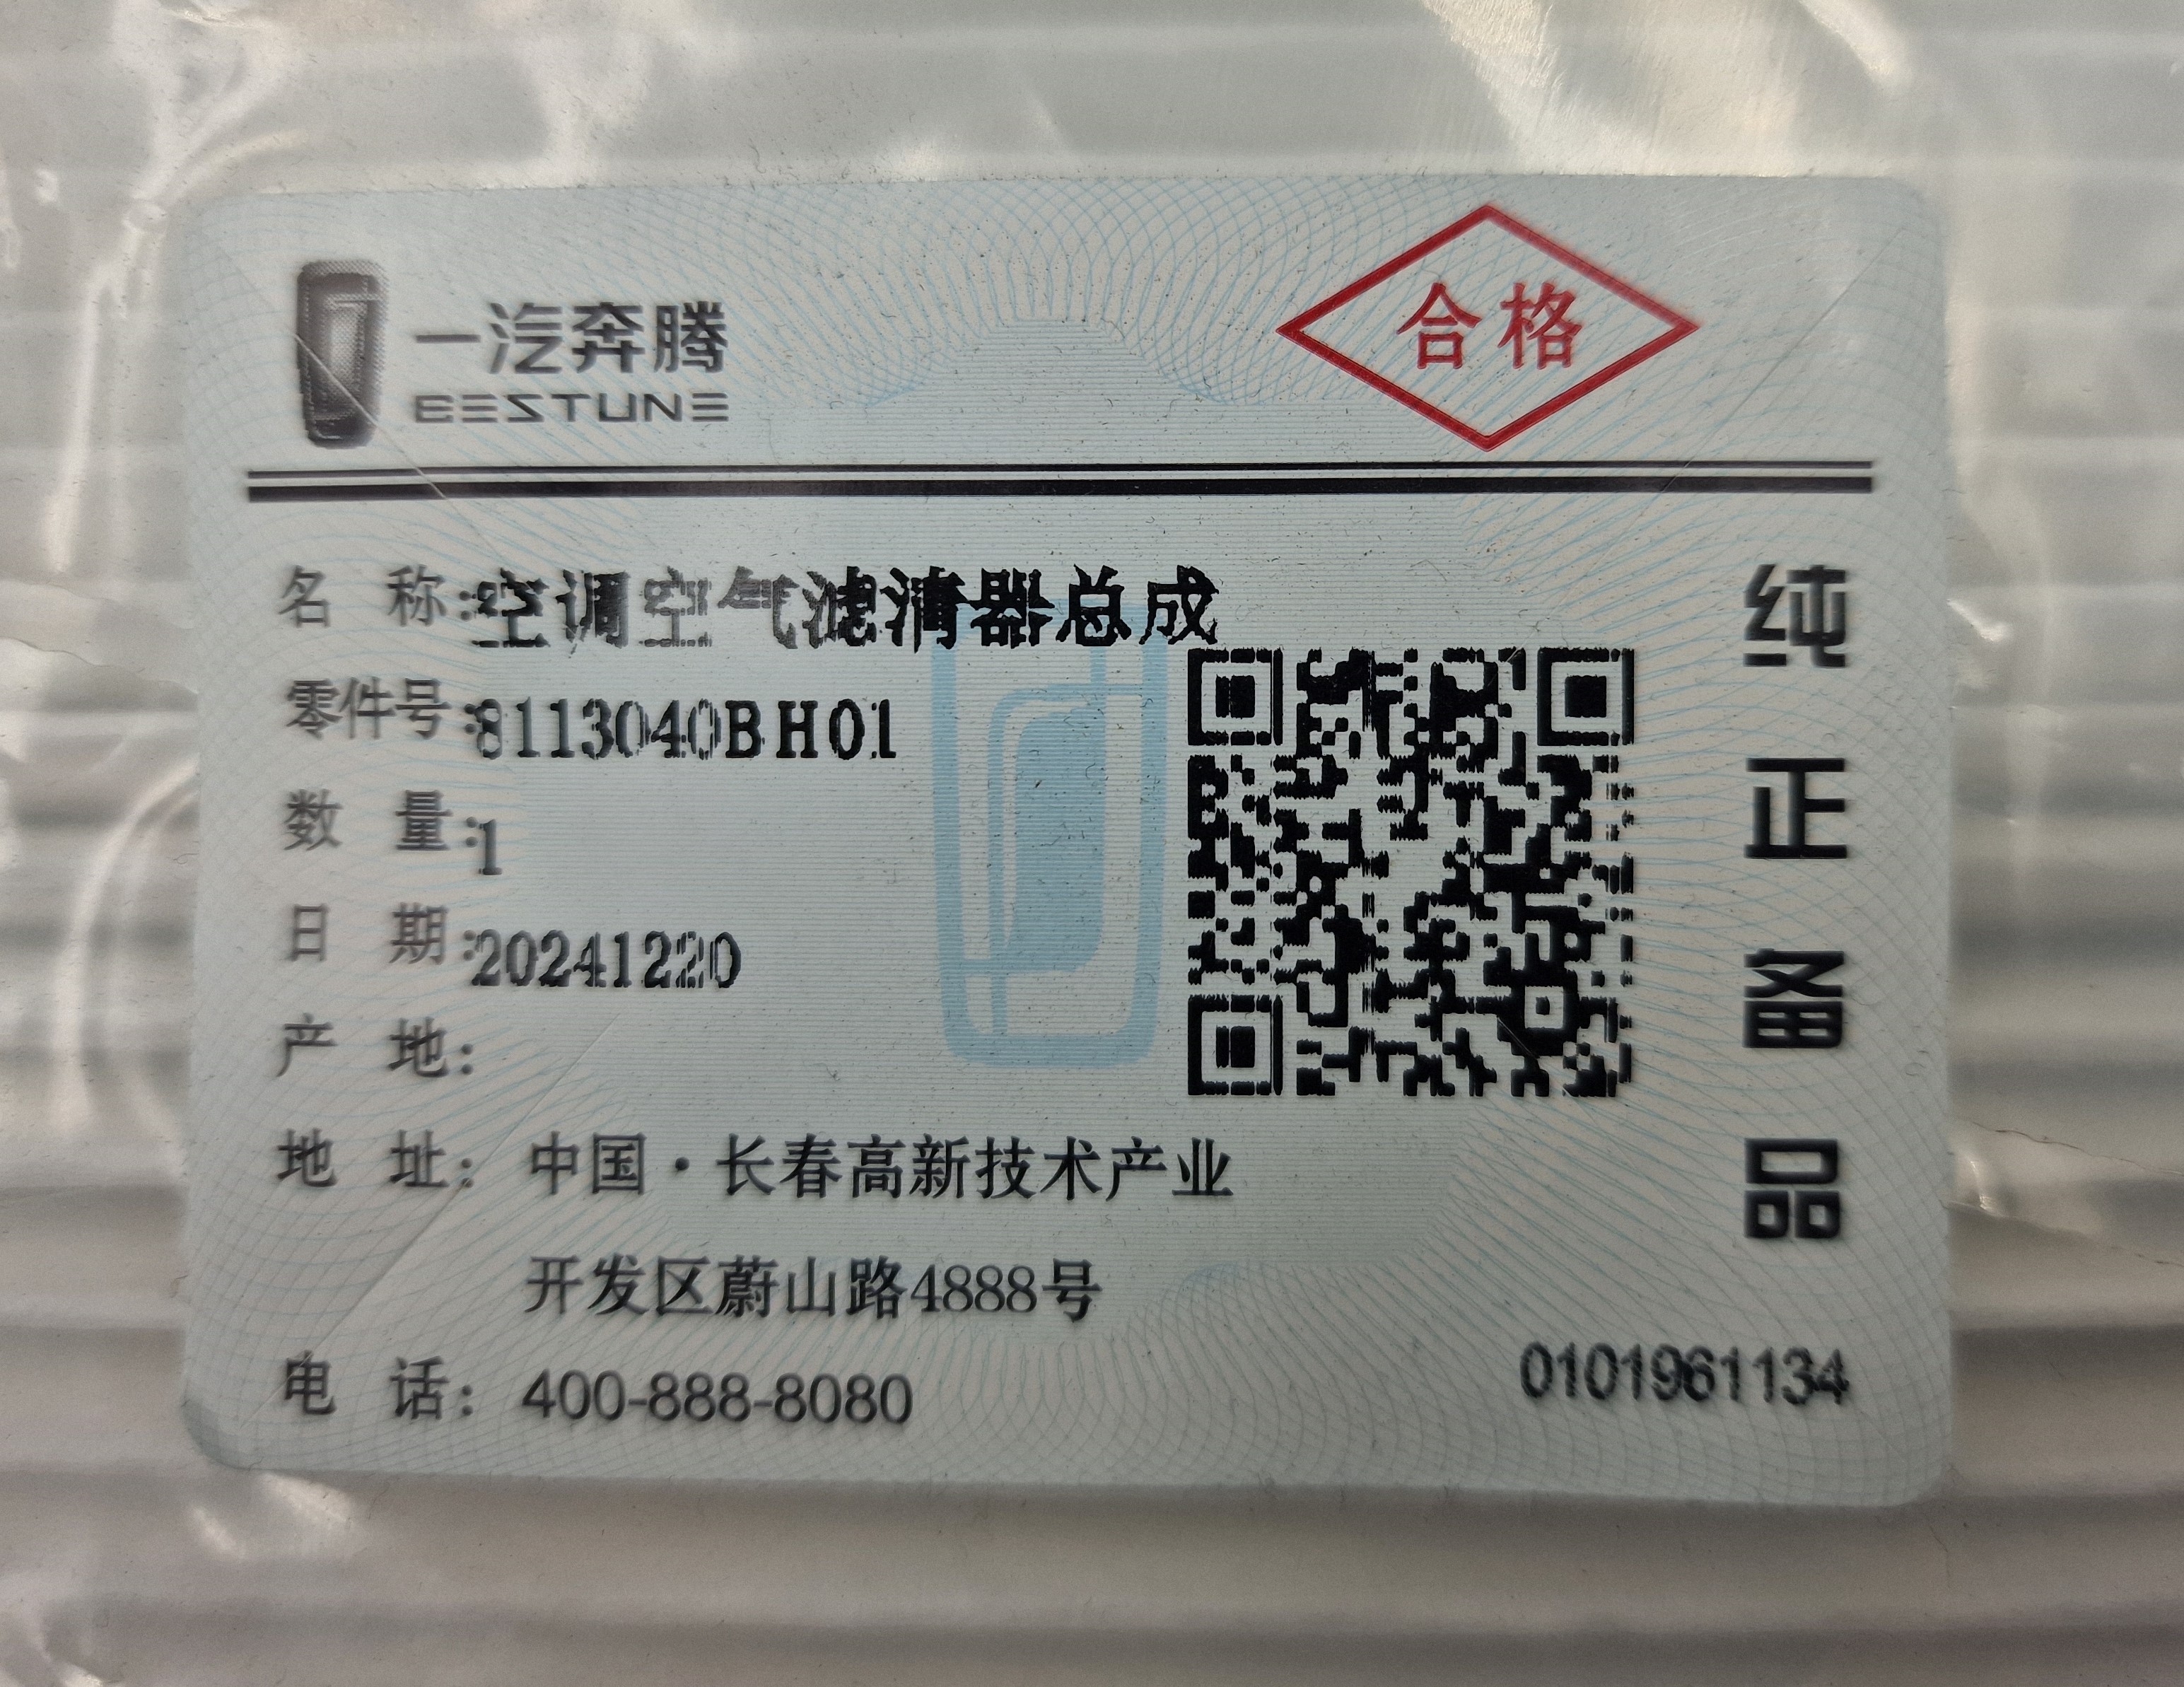 一汽奔腾
BESTUNE
合格
名 称:空调空气滤清器总成
零件号:8113040BH01
数 量:1
日 期:20241220
产 地:
地 址: 中国·长春高新技术产业
开发区蔚山路4888号
电 话: 400-888-8080
纯正备品
0101961134